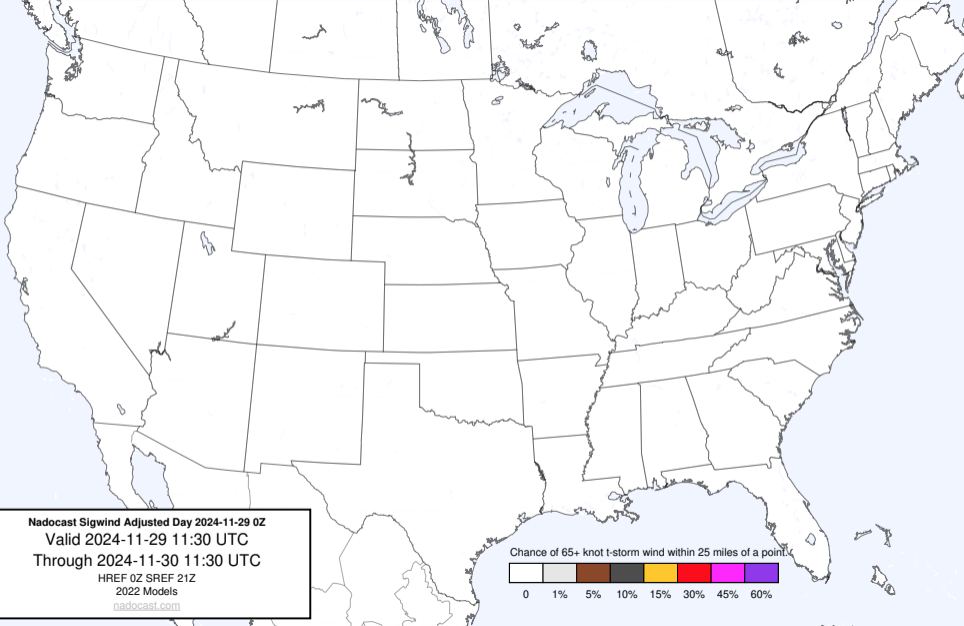 Nadocast Sigwind Adjusted Day 2024-11-29 0Z
Valid 2024-11-29 11:30 UTC
Through 2024-11-30 11:30 UTC
HREF 0Z SREF 21Z
2022 Models
nadocast.com
Chance of 65+ knot t-storm wind within 25 miles of a point.
0 1% 5% 10% 15% 30% 45% 60%